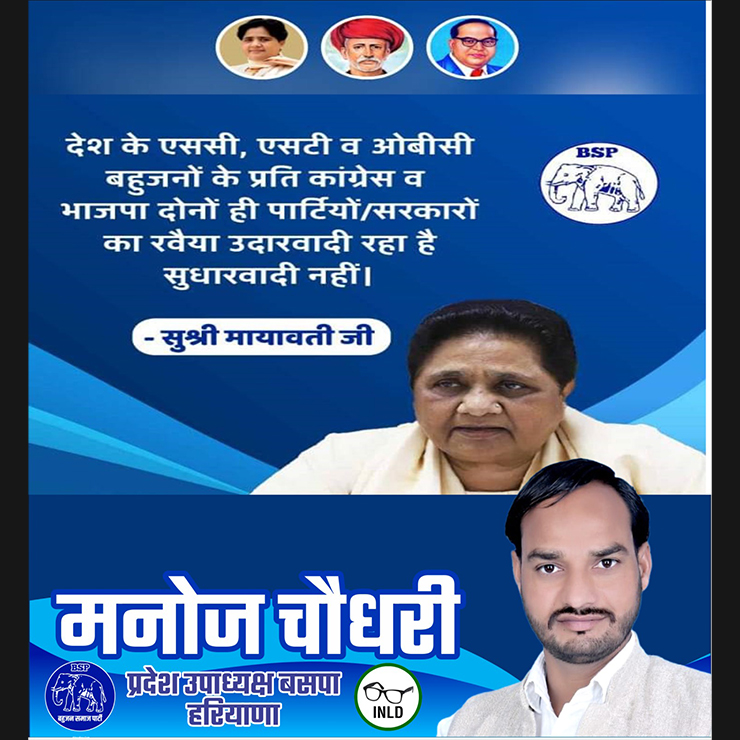 देश के एससी, एसटी व ओबीसी
बहुजनों के प्रति कांग्रेस व
भाजपा दोनों ही पार्टियों/सरकारों
का रवैया उदारवादी रहा है
सुधारवादी नहीं।
- सुश्री मायावती जी
BSP
मनोज चौधरी
प्रदेश उपाध्यक्ष बसपा
हरियाणा
BSP
बहुजन समाज पार्टी
INLD